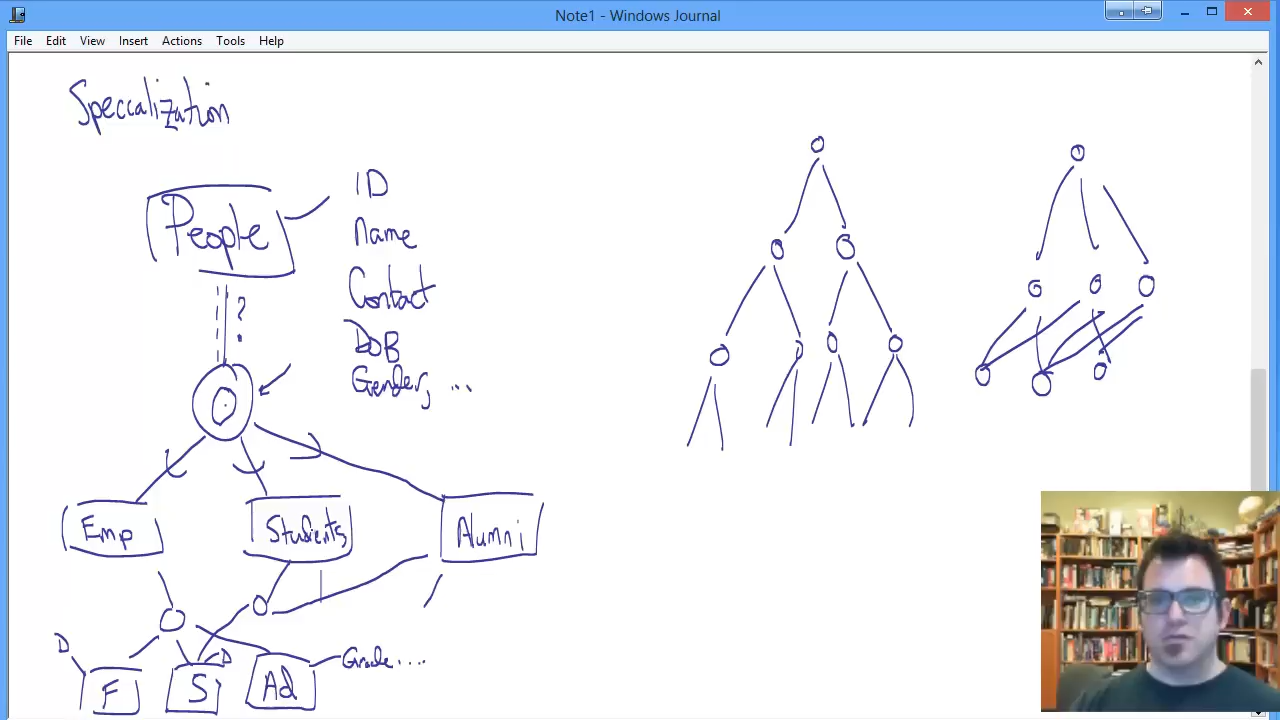 Note1 - Windows Journal
File Edit View Insert Actions Tools Help
Speccalization
People
ID
Name
Contact
DOB
Gender, ...
?
O
Emp
Students
Alumni
D
F
S
D
Ad
Grade....